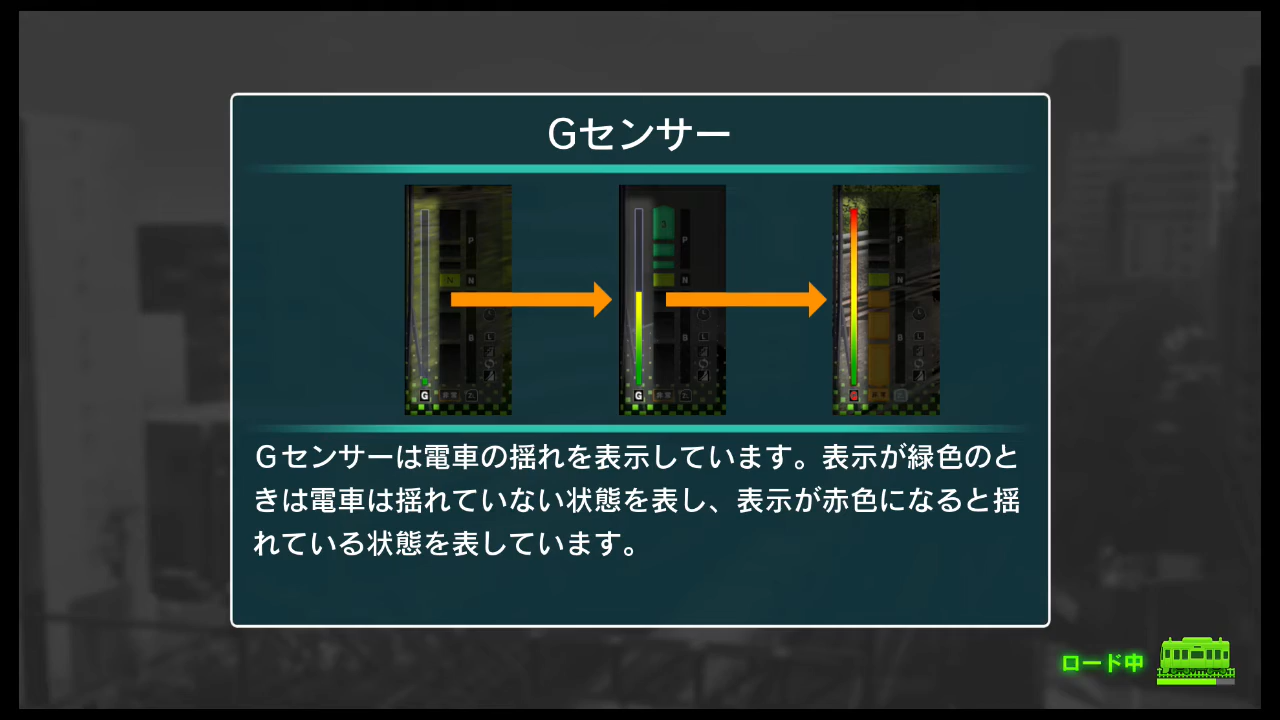 Gセンサー
P
N
B
L
G
P
N
B
L
G
P
N
B
L
G
Ｇセンサーは電車の揺れを表示しています。表示が緑色のと
きは電車は揺れていない状態を表し、表示が赤色になると揺
れている状態を表しています。
ロード中